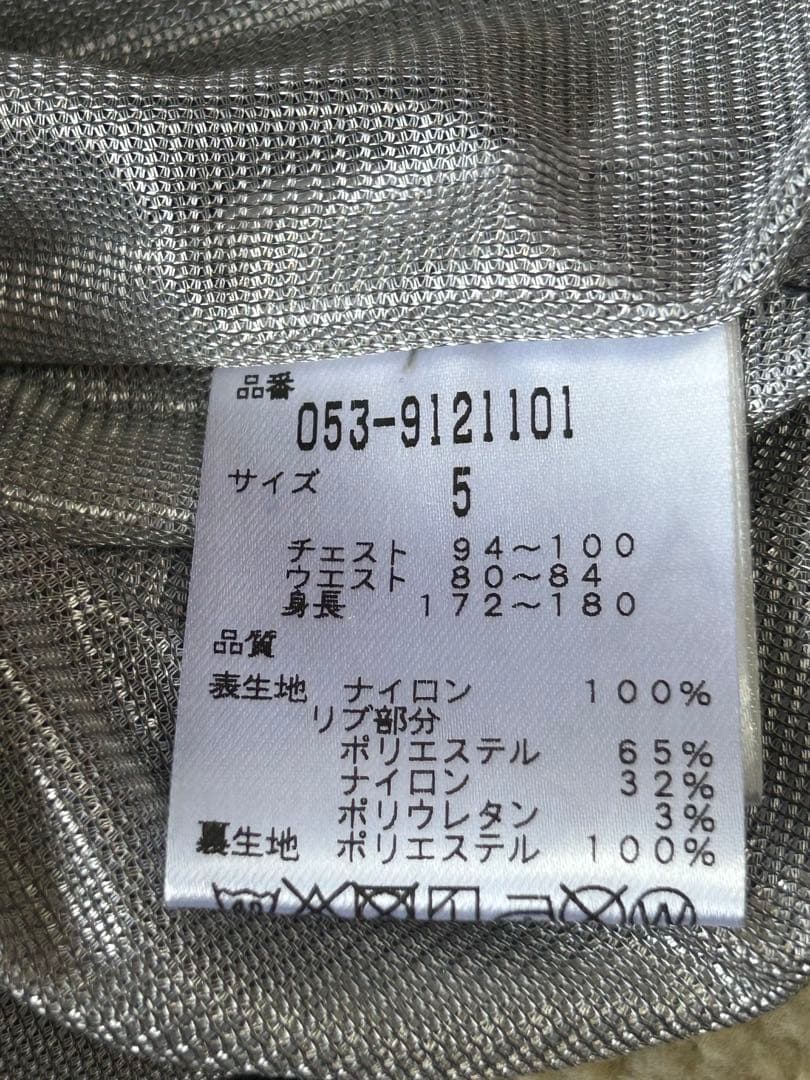 品番
053-9121101
サイズ 5
チェスト 94～100
ウエスト 80～84
身長 172～180
品質
表生地 ナイロン 100%
リブ部分
ポリエステル 65%
ナイロン 32%
ポリウレタン 3%
裏生地 ポリエステル 100%